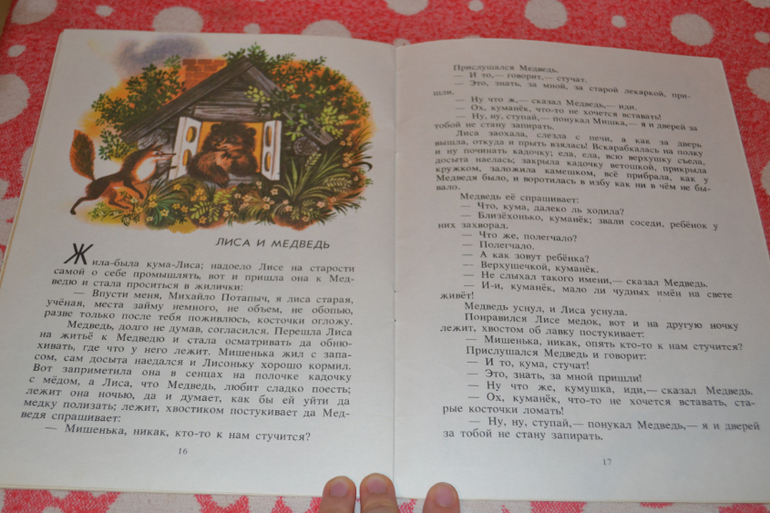 ЛИСА И МЕДВЕДЬ
Жила-была кума-Лиса; надоело Лисе на старости
самой о себе промышлять, вот и пришла она к Мед-
ведю и стала проситься в жилички:
— Впусти меня, Михайло Потапыч, я лиса старая,
учёная, места займу немного, не объем, не обопью,
разве только после тебя поживлюсь, косточки огложу.
Медведь, долго не думав, согласился. Перешла Лиса
на житьё к Медведю и стала осматривать да обню-
хивать, где что у него лежит. Мишенька жил с запа-
сом, сам досыта наедался и Лисоньку хорошо кормил.
Вот заприметила она в сенцах на полочке кадочку
с мёдом, а Лиса, что Медведь, любит сладко поесть;
лежит она ночью, да и думает, как бы ей уйти да
медку полизать; лежит, хвостиком постукивает да Мед-
ведя спрашивает:
— Мишенька, никак, кто-то к нам стучится?
16
Прислушался Медведь.
— И то,— говорит,— стучат.
— Это, знать, за мной, за старой лекаркой, при-
шли.
— Ну что ж,— сказал Медведь,— иди.
— Ох, куманёк, что-то не хочется вставать!
— Ну, ну, ступай,— понукал Мишка,— я и дверей за
тобой не стану запирать.
Лиса заохала, слезла с печи, а как за дверь
вышла, откуда и прыть взялась! Вскарабкалась на полку
и ну починать кадочку; ела, ела, всю верхушку съела,
досыта наелась; закрыла кадочку ветошкой, прикрыла
кружком, заложила камешком, всё прибрала, как у
Медведя было, и воротилась в избу как ни в чём не бы-
вало.
Медведь её спрашивает:
— Что, кума, далеко ль ходила?
— Близёхонько, куманёк; звали соседи, ребёнок у
них захворал.
— Что же, полегчало?
— Полегчало.
— А как зовут ребёнка?
— Верхушечкой, куманёк.
— Не слыхал такого имени,— сказал Медведь.
— И-и, куманёк, мало ли чудных имён на свете
живёт!
Медведь уснул, и Лиса уснула.
Понравился Лисе медок, вот и на другую ночку
лежит, хвостом об лавку постукивает:
— Мишенька, никак, опять кто-то к нам стучится?
Прислушался Медведь и говорит:
— И то, кума, стучат!
— Это, знать, за мной пришли!
— Ну что же, кумушка, иди,— сказал Медведь.
— Ох, куманёк, что-то не хочется вставать, ста-
рые косточки ломать!
— Ну, ну, ступай,— понукал Медведь,— я и дверей
за тобой не стану запирать.
17